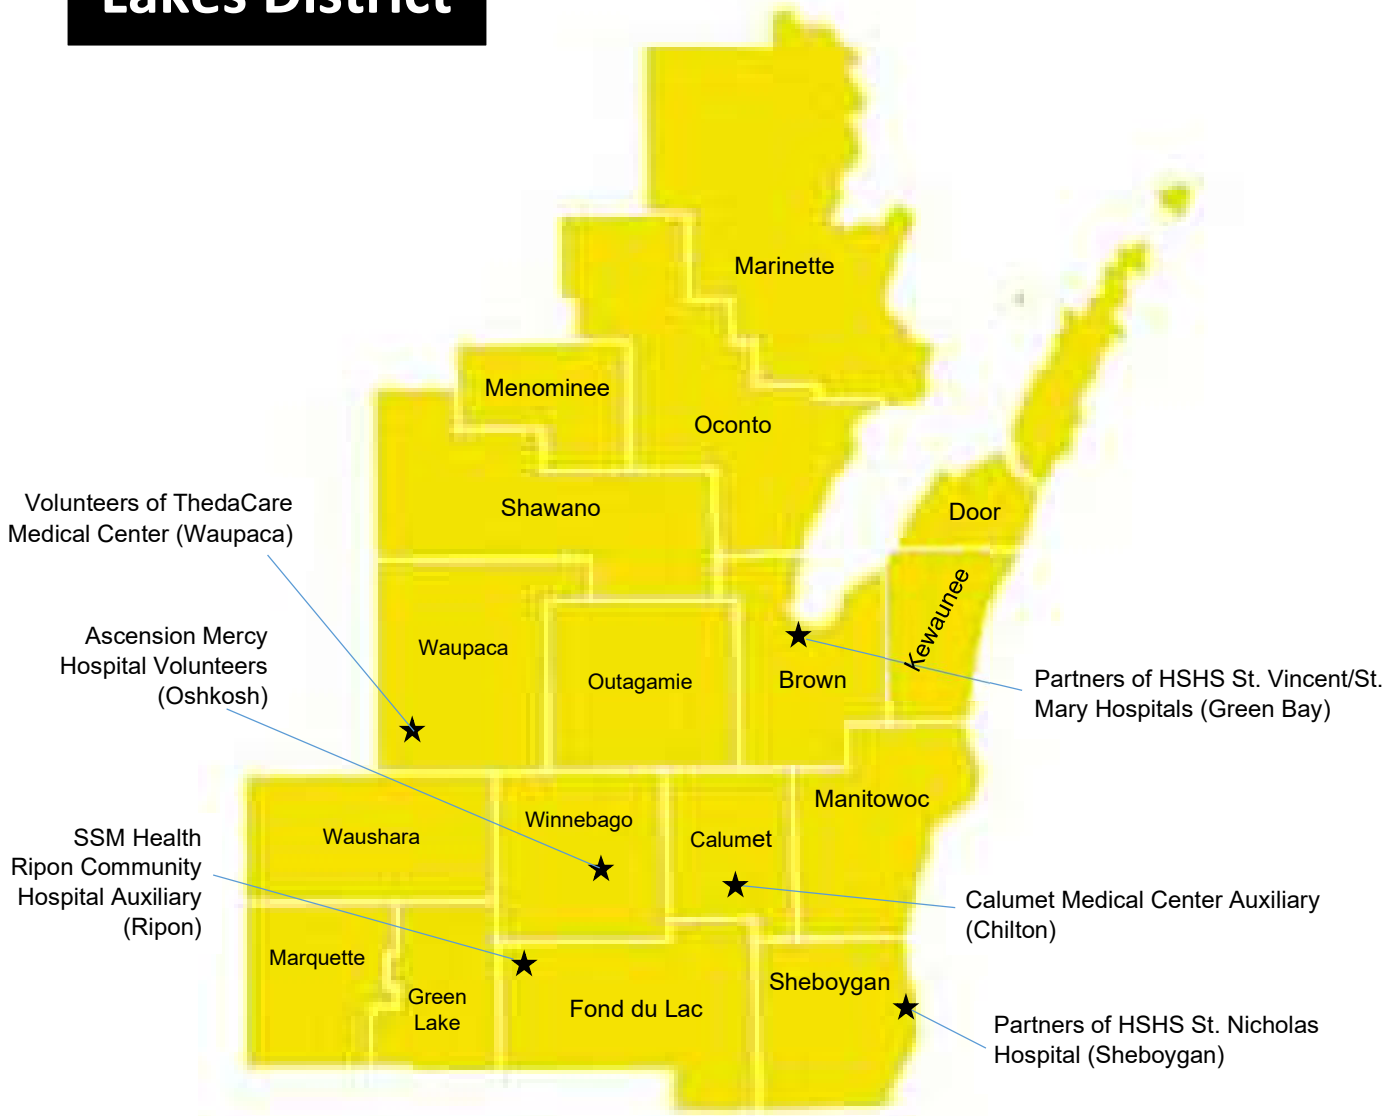 Lakes District
Marinette
Menominee
Oconto
Volunteers of ThedaCare
Medical Center (Waupaca)
Shawano
Door
Kewaunee
Ascension Mercy
Hospital Volunteers
(Oshkosh)
Waupaca
Outagamie
Brown
Partners of HSHS St. Vincent/St.
Mary Hospitals (Green Bay)
SSM Health
Ripon Community
Hospital Auxiliary
(Ripon)
Waushara
Winnebago
Calumet
Manitowoc
Calumet Medical Center Auxiliary
(Chilton)
Marquette
Green
Lake
Fond du Lac
Sheboygan
Partners of HSHS St. Nicholas
Hospital (Sheboygan)